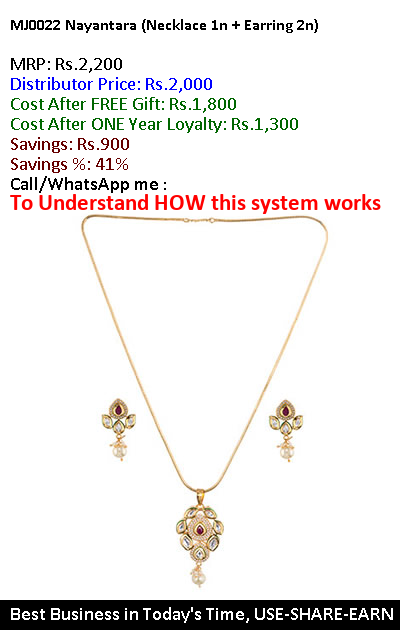 MJ0022 Nayantara (Necklace 1n + Earring 2n)
MRP: Rs.2,200
Distributor Price: Rs.2,000
Cost After FREE Gift: Rs.1,800
Cost After ONE Year Loyalty: Rs.1,300
Savings: Rs.900
Savings %: 41%
Call/WhatsApp me :
To Understand HOW this system works
Best Business in Today's Time, USE-SHARE-EARN